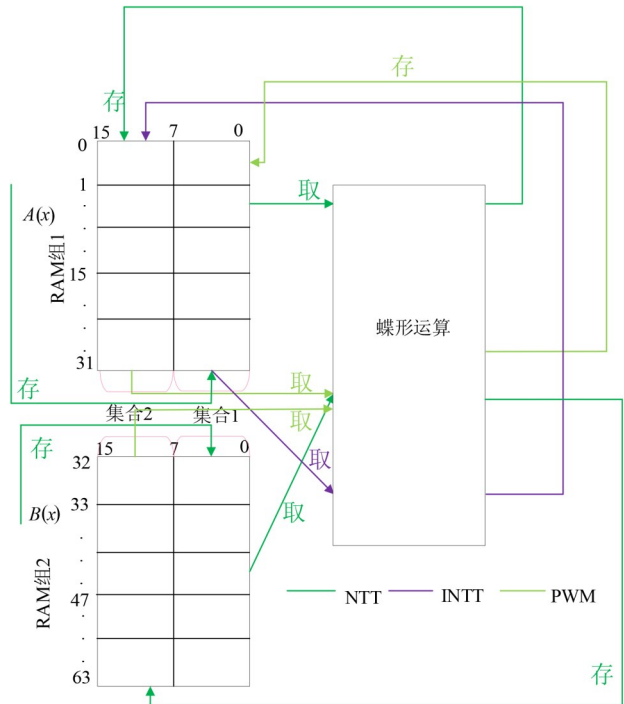 存
存
15 7 0
0
1
取
A(x)
.
.
RAM组1
15
.
.
蝶形运算
31
存
取
集合2 集合1
取
存
15 7 0
32
取
33
取
B(x)
.
.
RAM组2
47
.
.
NTT INTT PWM
63
存